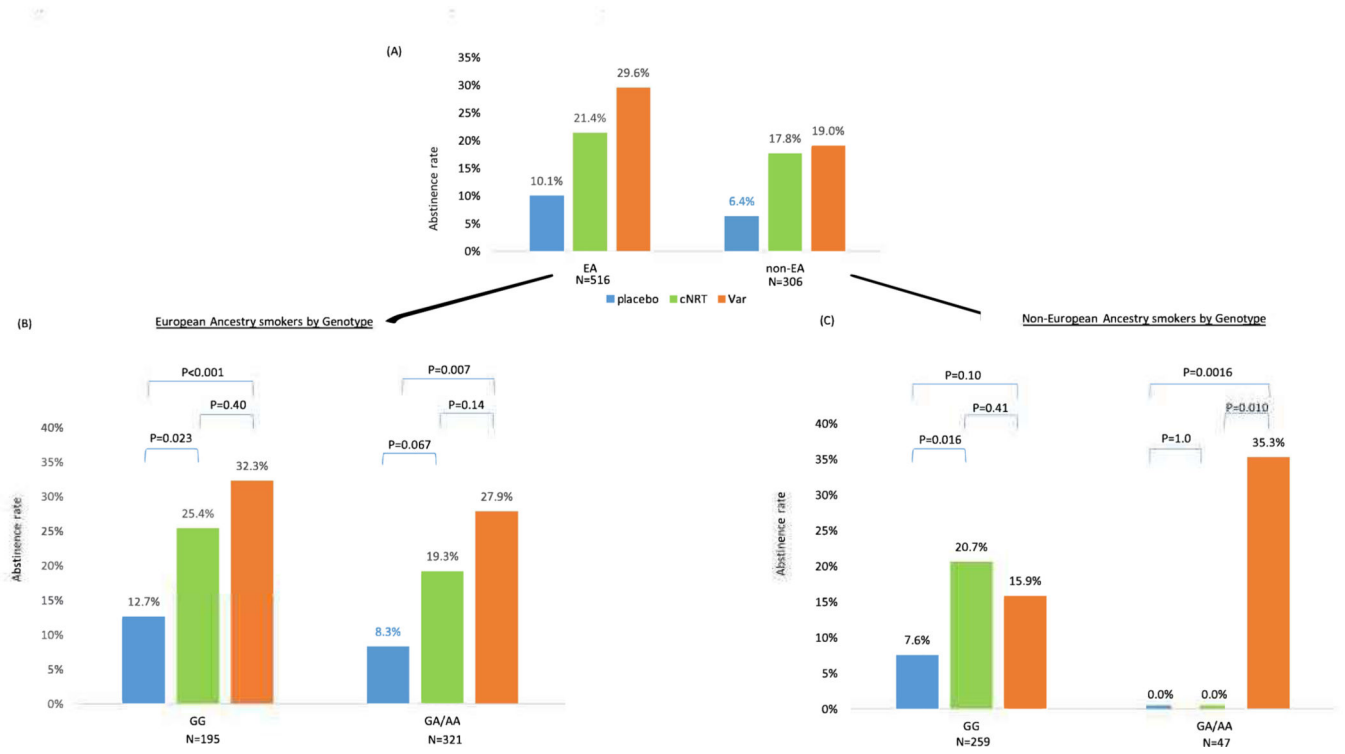 (A)
35%
30%
25%
20%
15%
10%
5%
0%
Abstinence rate
10.1%
21.4%
29.6%
6.4%
17.8%
19.0%
EA
N=516
non-EA
N=306
placebo cNRT Var
(B)
European Ancestry smokers by Genotype
P<0.001
P=0.40
P=0.023
P=0.007
P=0.14
P=0.067
40%
35%
30%
25%
20%
15%
10%
5%
0%
Abstinence rate
12.7%
25.4%
32.3%
8.3%
19.3%
27.9%
GG
N=195
GA/AA
N=321
(C)
Non-European Ancestry smokers by Genotype
P=0.10
P=0.41
P=0.016
P=0.0016
P=0.010
P=1.0
40%
35%
30%
25%
20%
15%
10%
5%
0%
Abstinence rate
7.6%
20.7%
15.9%
0.0%
0.0%
35.3%
GG
N=259
GA/AA
N=47